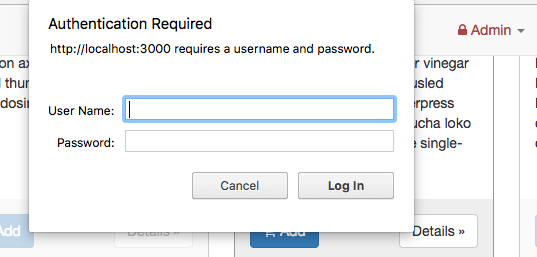 Authentication Required
http://localhost:3000 requires a username and password.
User Name:
Password:
Cancel
Log In
Admin
on ax
vinegar
thu
usled
dosin
erpress
ucha loko
single-
Add
Details »
Add
Details »